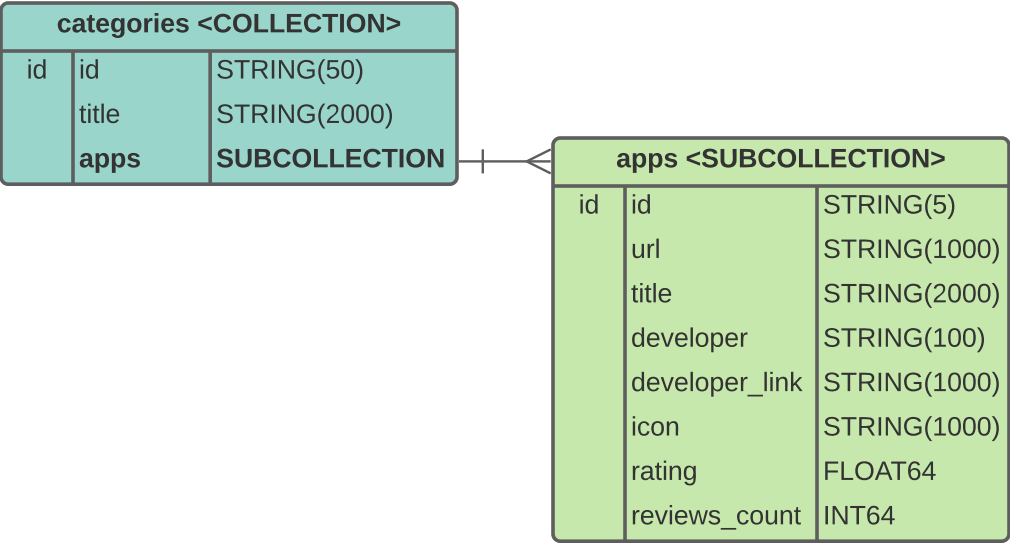 categories <COLLECTION>
id id STRING(50)
title STRING(2000)
apps SUBCOLLECTION
apps <SUBCOLLECTION>
id id STRING(5)
url STRING(1000)
title STRING(2000)
developer STRING(100)
developer_link STRING(1000)
icon STRING(1000)
rating FLOAT64
reviews_count INT64